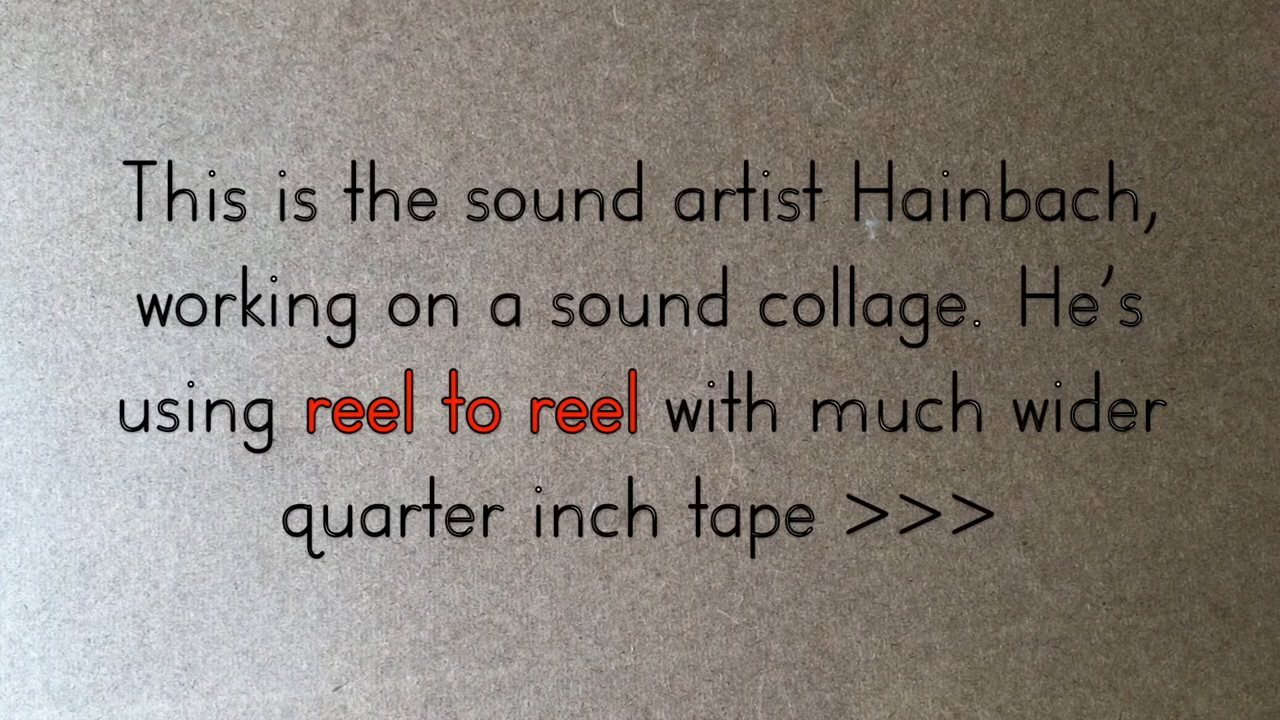 This is the sound artist Hainbach,
working on a sound collage. He’s
using reel to reel with much wider
quarter inch tape >>>